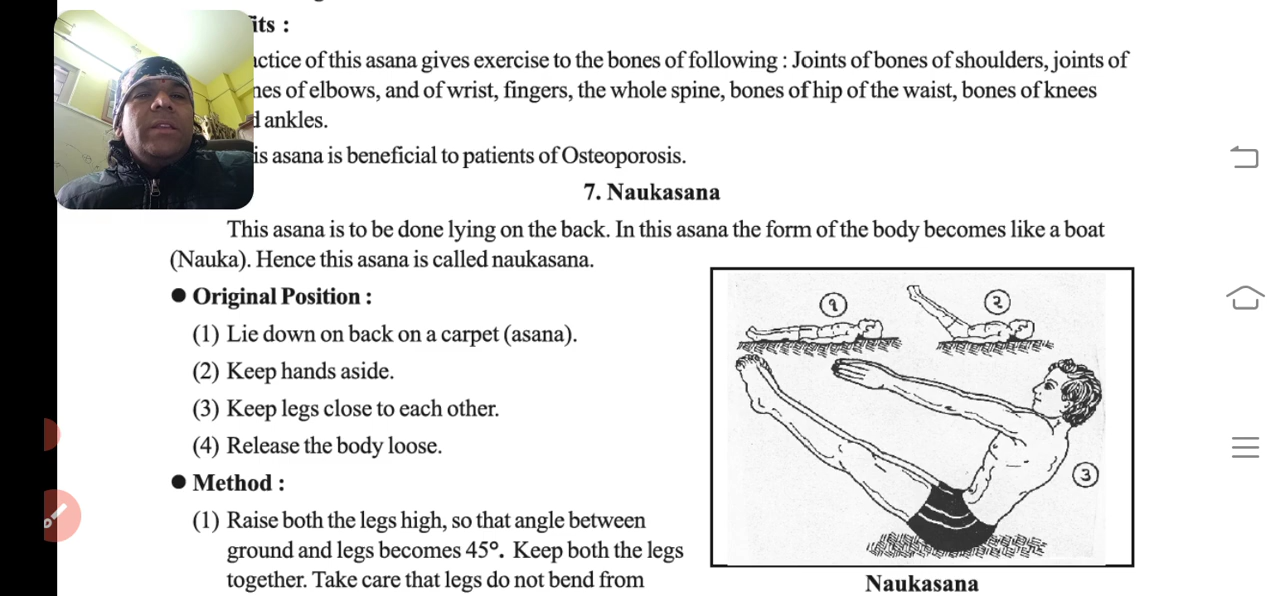 its :
actice of this asana gives exercise to the bones of following : Joints of bones of shoulders, joints of
nes of elbows, and of wrist, fingers, the whole spine, bones of hip of the waist, bones of knees
d ankles.
is asana is beneficial to patients of Osteoporosis.
7. Naukasana
This asana is to be done lying on the back. In this asana the form of the body becomes like a boat
(Nauka). Hence this asana is called naukasana.
● Original Position :
(1) Lie down on back on a carpet (asana).
(2) Keep hands aside.
(3) Keep legs close to each other.
(4) Release the body loose.
● Method :
(1) Raise both the legs high, so that angle between
ground and legs becomes 45°. Keep both the legs
together. Take care that legs do not bend from
१
२
3
Naukasana